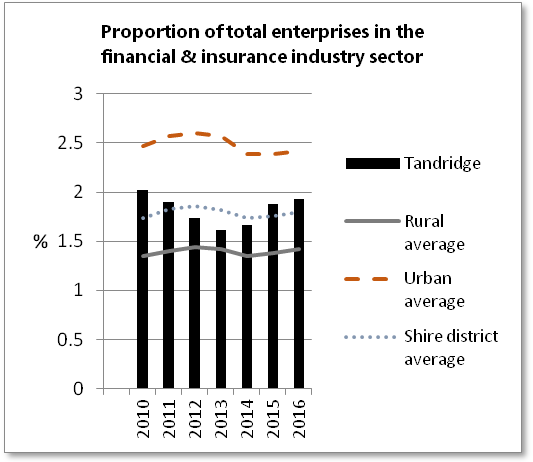 Proportion of total enterprises in the
financial & insurance industry sector
3
2.5
2
1.5
1
0.5
0
%
2010
2011
2012
2013
2014
2015
2016
Tandridge
Rural
average
Urban
average
Shire district
average